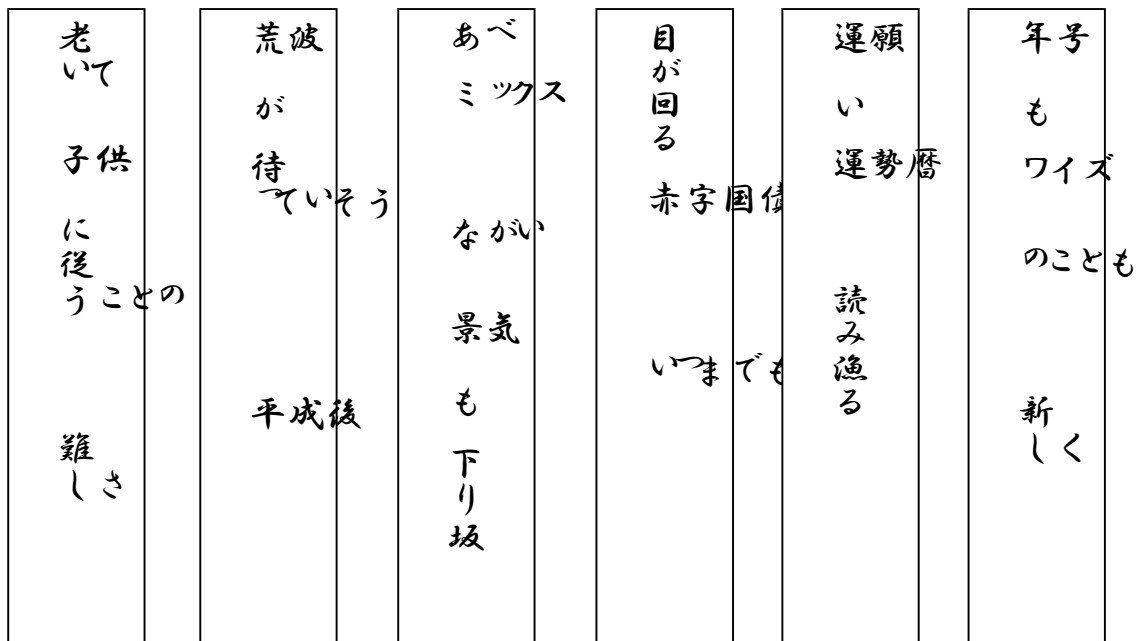 年号もワイズのことも新しく
運願い運勢暦読み漁る
目が回る赤字国債いつまでも
あべミックスながい景気も下り坂
荒波が待っていそう平成後
老いて子供に従うことの難しさ